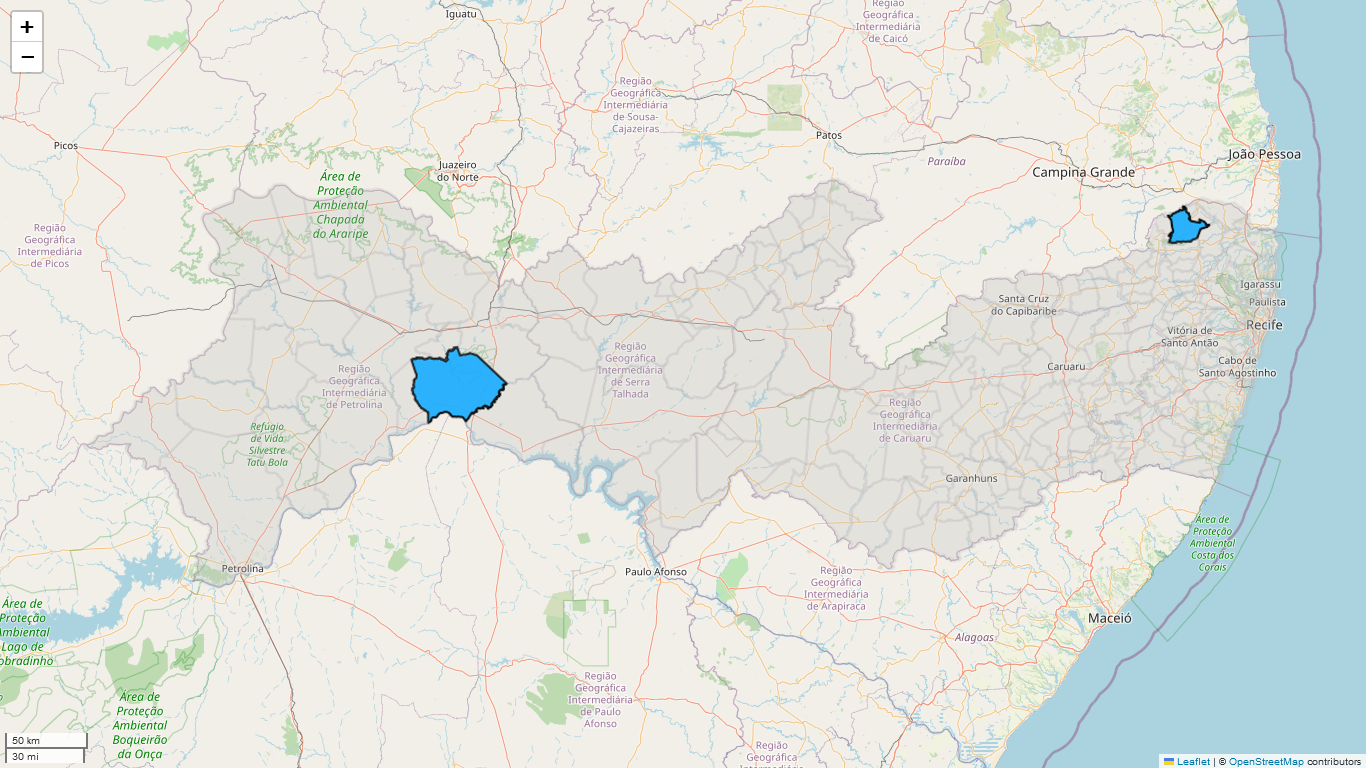 +
−
Iguatu
Região
Geográfica
Intermediária
de Caicó
Região
Geográfica
Intermediária
de Sousa-
Cajazeiras
Patos
Picos
Juazeiro
do Norte
Paraíba
João Pessoa
Campina Grande
Área de
Proteção
Ambiental
Chapada
do Araripe
Região
Geográfica
Intermediária
de Picos
Igarassu
Paulista
Recife
Santa Cruz
do Capibaribe
Vitória de
Santo Antão
Cabo de
Santo Agostinho
Caruaru
Região
Geográfica
Intermediária
de Serra
Talhada
Região
Geográfica
Intermediária
de Petrolina
Região
Geográfica
Intermediária
de Caruaru
Refúgio
de Vida
Silvestre
Tatu Bola
Garanhuns
Área de
Proteção
Ambiental
Costa dos
Corais
Petrolina
Paulo Afonso
Região
Geográfica
Intermediária
de Arapiraca
Maceió
Alagoas
Área de
Proteção
Ambiental
Lago de
obradinho
Região
Geográfica
Intermediária
de Paulo
Afonso
Área de
Proteção
Ambiental
Boqueirão
da Onça
Região
Geográfica
Intermediária
50 km
30 mi
Leaflet | © OpenStreetMap contributors